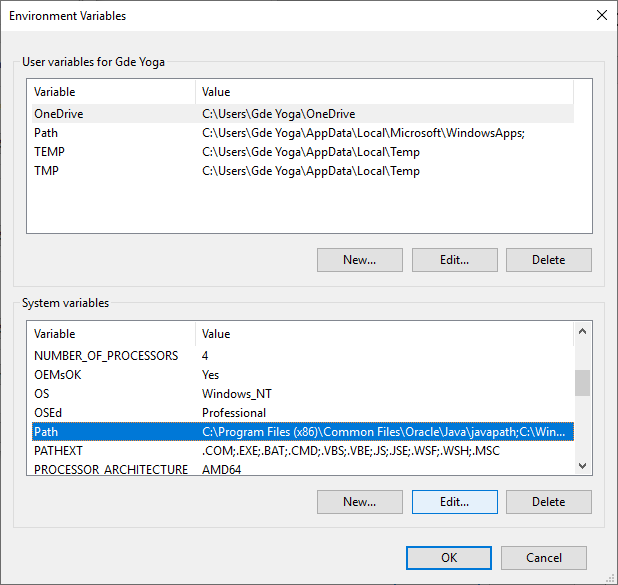 Environment Variables
User variables for Gde Yoga
Variable Value
OneDrive C:\Users\Gde Yoga\OneDrive
Path C:\Users\Gde Yoga\AppData\Local\Microsoft\WindowsApps;
TEMP C:\Users\Gde Yoga\AppData\Local\Temp
TMP C:\Users\Gde Yoga\AppData\Local\Temp
New... Edit... Delete
System variables
Variable Value
NUMBER_OF_PROCESSORS 4
OEMsOK Yes
OS Windows_NT
OSEd Professional
Path C:\Program Files (x86)\Common Files\Oracle\Java\javapath;C:\Win...
PATHEXT .COM;.EXE;.BAT;.CMD;.VBS;.VBE;.JS;.JSE;.WSF;.WSH;.MSC
PROCESSOR_ARCHITECTURE AMD64
New... Edit... Delete
OK Cancel